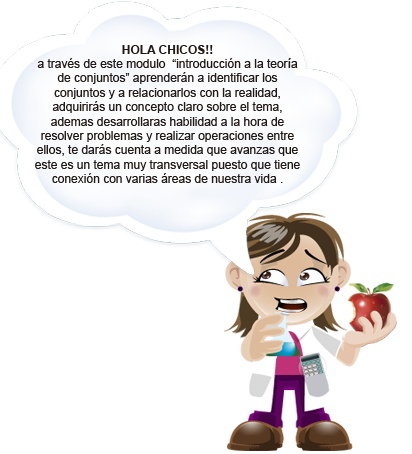 HOLA CHICOS!!
a través de este modulo "introducción a la teoría
de conjuntos" aprenderán a identificar los
conjuntos y a relacionarlos con la realidad,
adquirirás un concepto claro sobre el tema,
ademas desarrollaras habilidad a la hora de
resolver problemas y realizar operaciones entre
ellos, te darás cuenta a medida que avanzas que
este es un tema muy transversal puesto que tiene
conexión con varias áreas de nuestra vida .